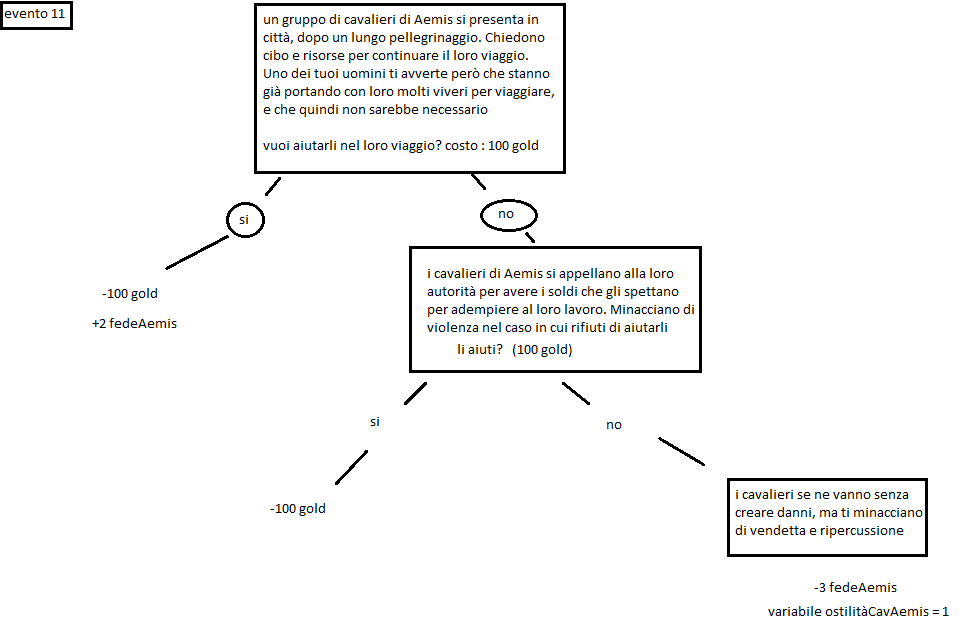 evento 11
un gruppo di cavalieri di Aemis si presenta in
città, dopo un lungo pellegrinaggio. Chiedono
cibo e risorse per continuare il loro viaggio.
Uno dei tuoi uomini ti avverte però che stanno
già portando con loro molti viveri per viaggiare,
e che quindi non sarebbe necessario
vuoi aiutarli nel loro viaggio? costo : 100 gold
si
no
-100 gold
+2 fedeAemis
i cavalieri di Aemis si appellano alla loro
autorità per avere i soldi che gli spettano
per adempiere al loro lavoro. Minacciano di
violenza nel caso in cui rifiuti di aiutarli
li aiuti? (100 gold)
si
no
-100 gold
i cavalieri se ne vanno senza
creare danni, ma ti minacciano
di vendetta e ripercussione
-3 fedeAemis
variabile ostilitàCavAemis = 1